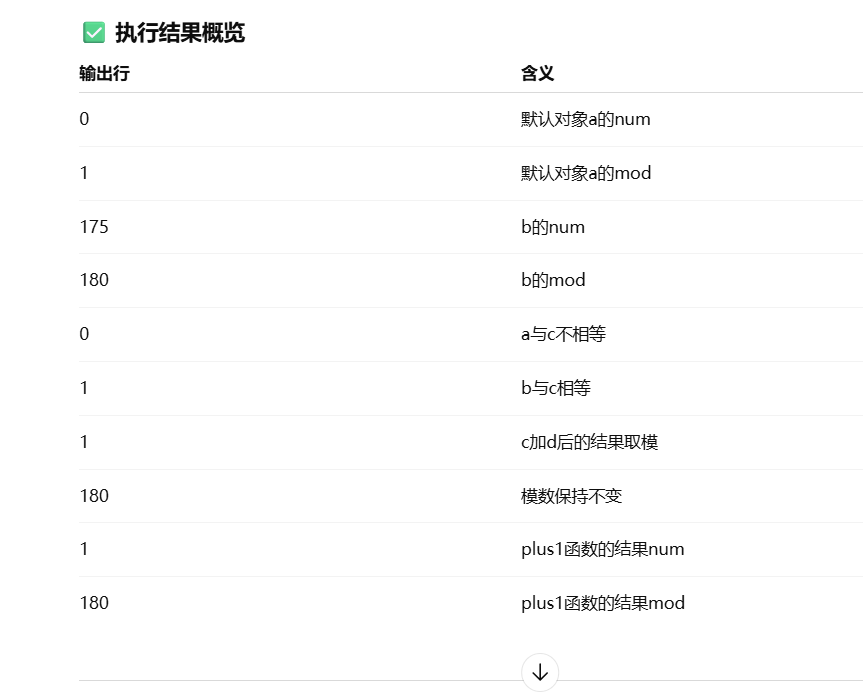 ✅ 执行结果概览
输出行 含义
0 默认对象a的num
1 默认对象a的mod
175 b的num
180 b的mod
0 a与c不相等
1 b与c相等
1 c加d后的结果取模
180 模数保持不变
1 plus1函数的结果num
180 plus1函数的结果mod